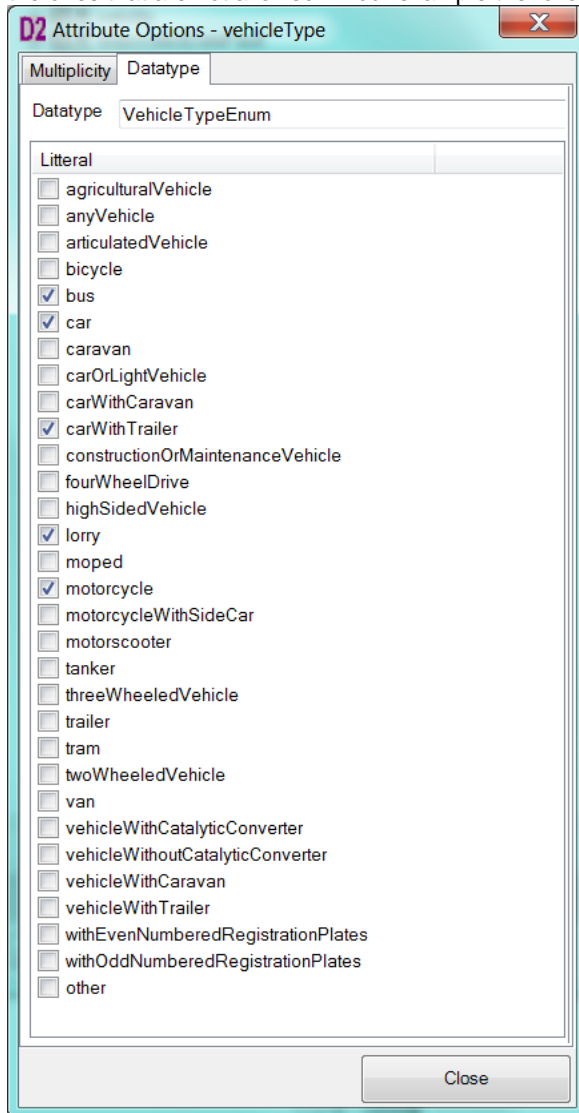 D2 Attribute Options - vehicleType
X
Multiplicity Datatype
Datatype VehicleTypeEnum
Litteral
agriculturalVehicle
anyVehicle
articulatedVehicle
bicycle
bus
car
caravan
carOrLightVehicle
carWithCaravan
carWithTrailer
constructionOrMaintenanceVehicle
fourWheelDrive
highSidedVehicle
lorry
moped
motorcycle
motorcycleWithSideCar
motorscooter
tanker
threeWheeledVehicle
trailer
tram
twoWheeledVehicle
van
vehicleWithCatalyticConverter
vehicleWithoutCatalyticConverter
vehicleWithCaravan
vehicleWithTrailer
withEvenNumberedRegistrationPlates
withOddNumberedRegistrationPlates
other
Close